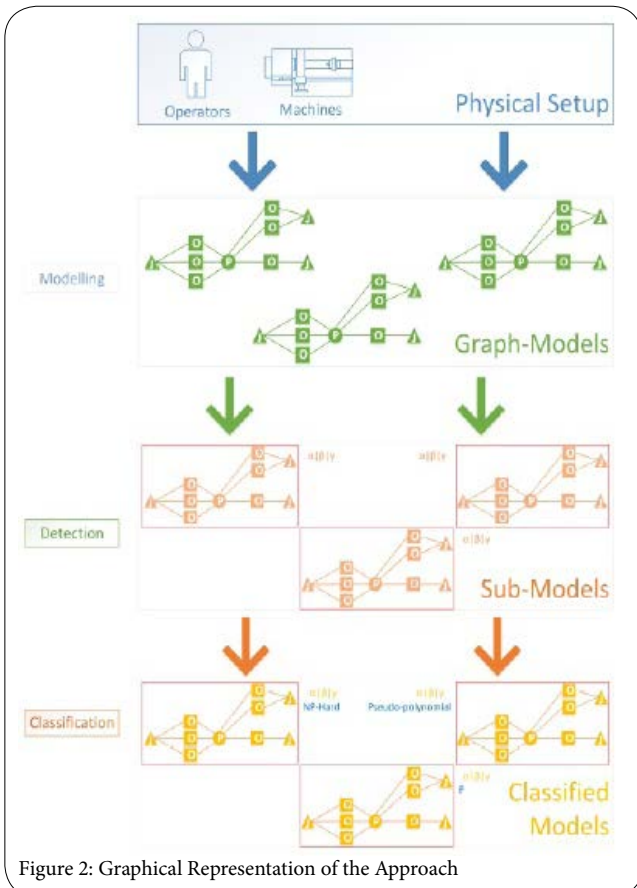 Operators
Machines
Physical Setup
Modelling
O O O P O O O
O O O P O O O
O O O P O O O
Graph-Models
α|β|γ α|β|γ
O O O P O O O
O O O P O O O
Detection
α|β|γ
O O O P O O O
Sub-Models
α|β|γ α|β|γ
NP-Hard Pseudo-polynomial
O O O P O O O
O O O P O O O
Classification
α|β|γ
P
O O O P O O O
Classified
Models
Figure 2: Graphical Representation of the Approach